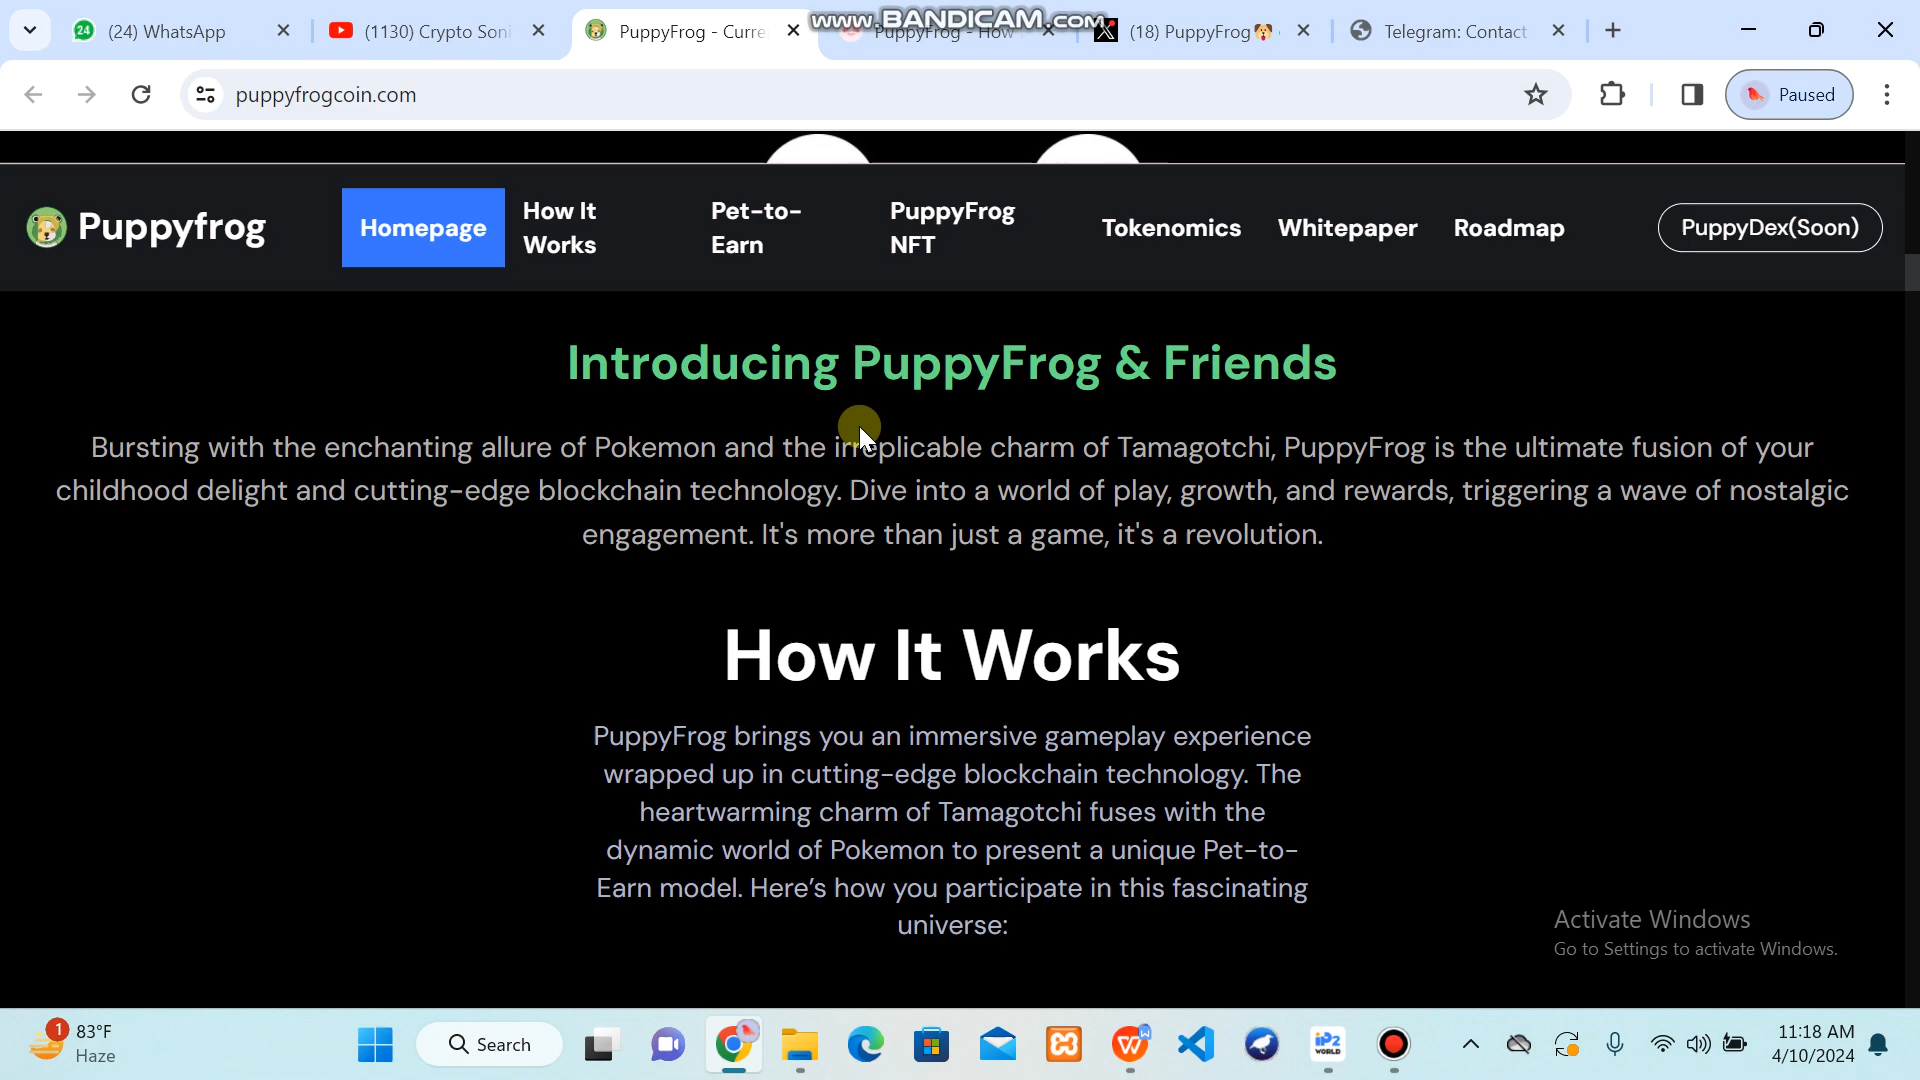 www.BANDICAM.com
24
(24) WhatsApp
(1130) Crypto Soni
PuppyFrog - Curre
PuppyFrog - How
(18) PuppyFrog
Telegram: Contact
puppyfrogcoin.com
Paused
Puppyfrog
Homepage
How It
Works
Pet-to-
Earn
PuppyFrog
NFT
Tokenomics
Whitepaper
Roadmap
PuppyDex(Soon)
Introducing PuppyFrog & Friends
Bursting with the enchanting allure of Pokemon and the irreplicable charm of Tamagotchi, PuppyFrog is the ultimate fusion of your
childhood delight and cutting-edge blockchain technology. Dive into a world of play, growth, and rewards, triggering a wave of nostalgic
engagement. It's more than just a game, it's a revolution.
How It Works
PuppyFrog brings you an immersive gameplay experience
wrapped up in cutting-edge blockchain technology. The
heartwarming charm of Tamagotchi fuses with the
dynamic world of Pokemon to present a unique Pet-to-
Earn model. Here’s how you participate in this fascinating
universe:
Activate Windows
Go to Settings to activate Windows.
1
83°F
Haze
Search
iP2
WORLD
11:18 AM
4/10/2024